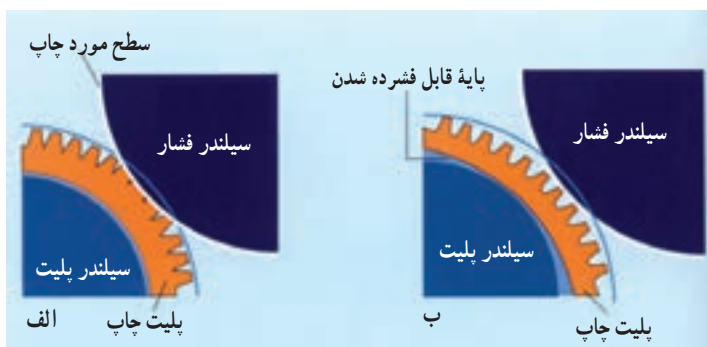 سطح مورد چاپ
سیلندر فشار
سیلندر پلیت
پلیت چاپ
الف
پایهٔ قابل فشرده شدن
سیلندر فشار
سیلندر پلیت
پلیت چاپ
ب